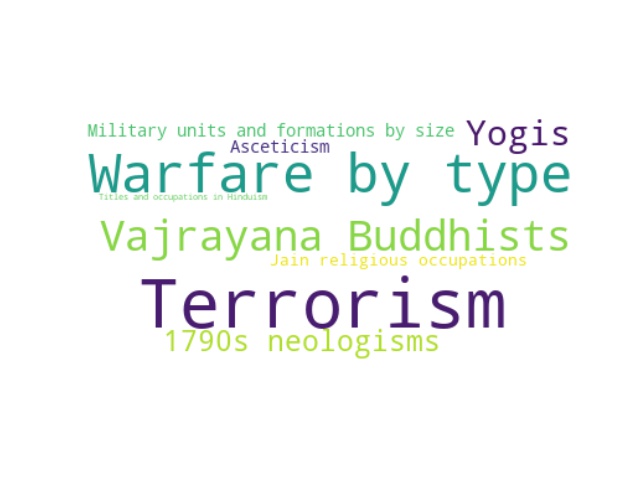 Military units and formations by size
Yogis
Asceticism
Warfare by type
Titles and occupations in Hinduism
Vajrayana Buddhists
Jain religious occupations
Terrorism
1790s neologisms